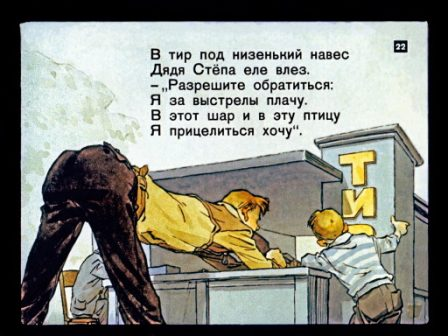 22
В тир под низенький навес
Дядя Стёпа еле влез.
–„Разрешите обратиться:
Я за выстрелы плачу.
В этот шар и в эту птицу
Я прицелиться хочу“.
ТИР